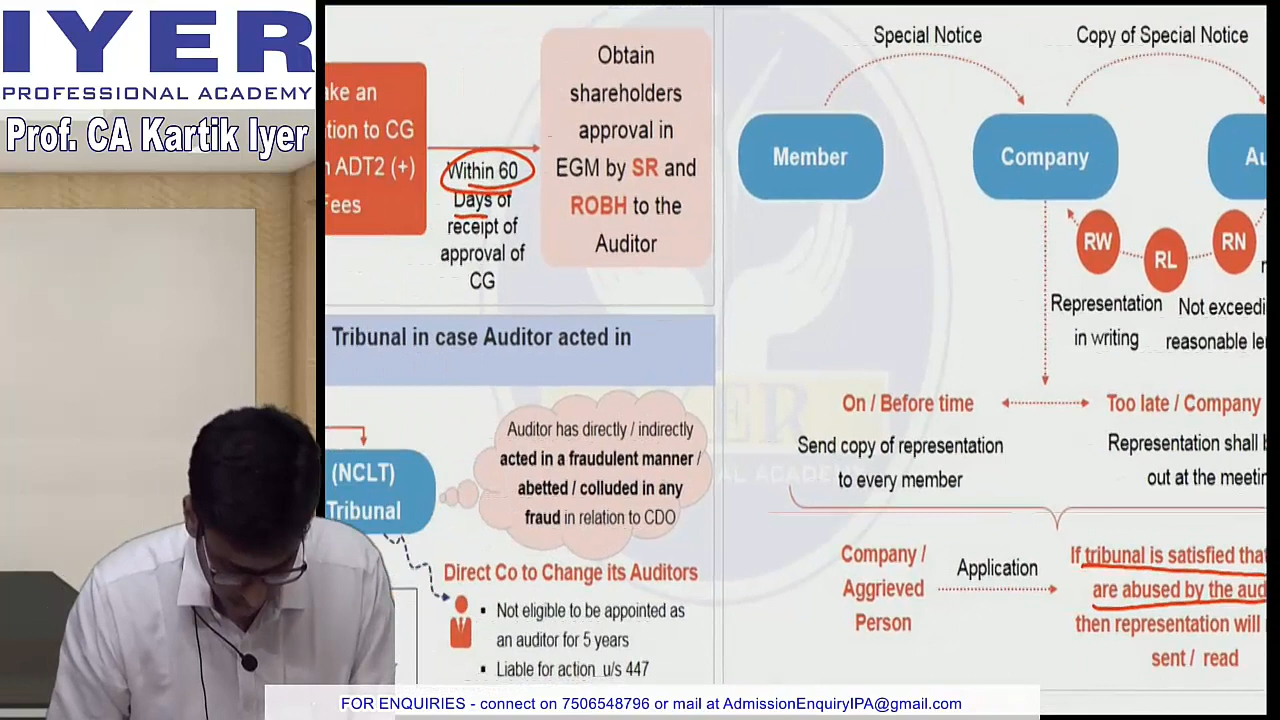 IYER
PROFESSIONAL ACADEMY
Prof. CA Kartik Iyer
ake an
tion to CG
ADT2 (+)
Fees
Within 60
Days of
receipt of
approval of
CG
Obtain
shareholders
approval in
EGM by SR and
ROBH to the
Auditor
Tribunal in case Auditor acted in
(NCLT)
Tribunal
Auditor has directly / indirectly
acted in a fraudulent manner /
abetted / colluded in any
fraud in relation to CDO
Direct Co to Change its Auditors
▪ Not eligible to be appointed as
an auditor for 5 years
▪ Liable for action u/s 447
Special Notice
Copy of Special Notice
Member
Company
Au
RW
RL
RN
Representation
in writing
Not exceedi
reasonable le
On / Before time
Too late / Company
Send copy of representation
to every member
Representation shall b
out at the meetin
Company /
Aggrieved
Person
Application
If tribunal is satisfied that
are abused by the aud
then representation will
sent / read
FOR ENQUIRIES - connect on 7506548796 or mail at AdmissionEnquiryIPA@gmail.com